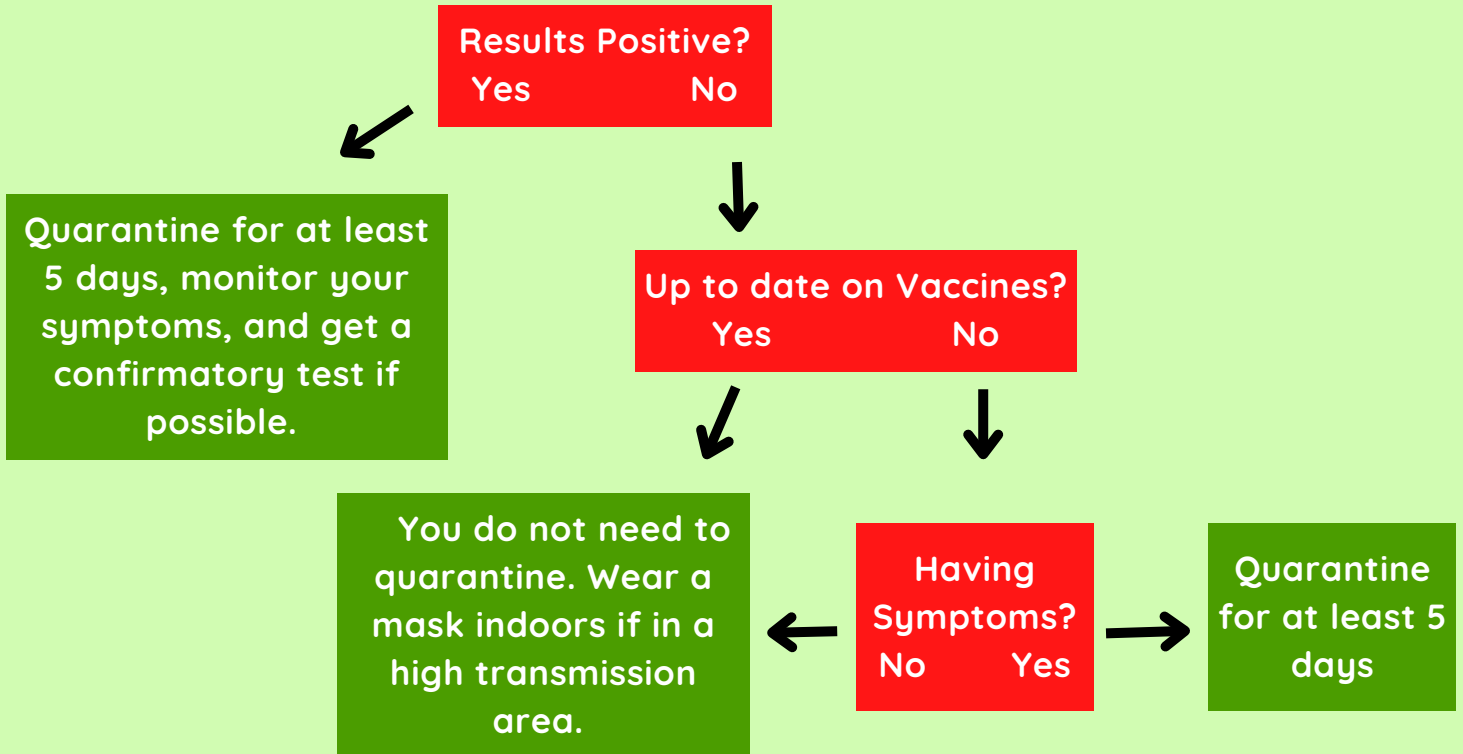 Results Positive?
Yes No
Quarantine for at least
5 days, monitor your
symptoms, and get a
confirmatory test if
possible.
Up to date on Vaccines?
Yes No
You do not need to
quarantine. Wear a
mask indoors if in a
high transmission
area.
Having
Symptoms?
No Yes
Quarantine
for at least 5
days